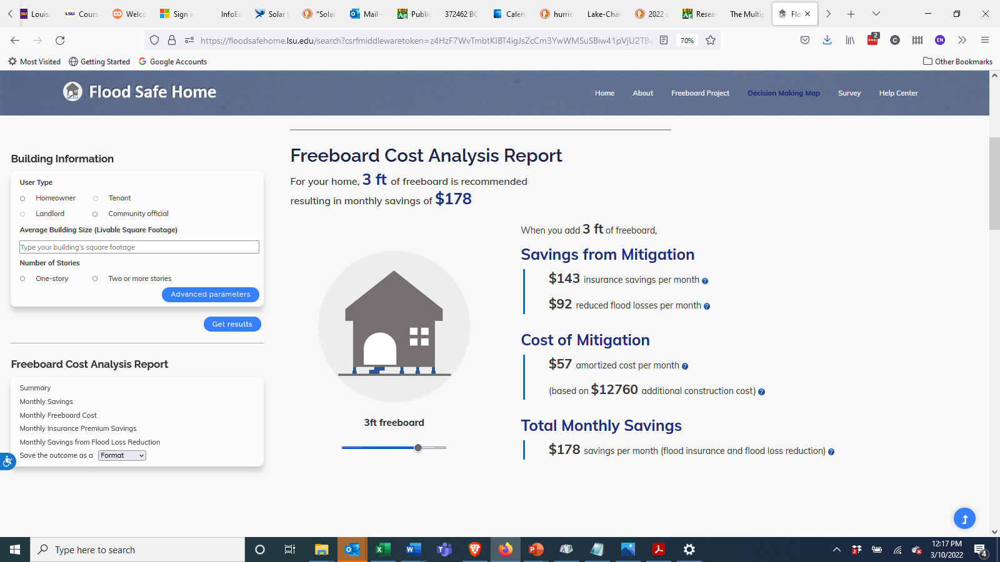 Louisi
Cours
Welco
Sign i
InfoEd
Solar
"Solar
Mail -
Public
372462 BC
Calen
hurric
Lake-Char
2022 s
Resea
The Multip
Floo
https://floodsafehome.lsu.edu/search?csrfmiddlewaretoken=z4HzF7WvTmbtKIBT4igJsZcCm3YwWMSuSBiw41pVjU2TBv
70%
2
EN
Most Visited
Getting Started
Google Accounts
Other Bookmarks
Flood Safe Home
Home
About
Freeboard Project
Decision Making Map
Survey
Help Center
Building Information
User Type
Homeowner
Tenant
Landlord
Community official
Average Building Size (Livable Square Footage)
Type your building's square footage
Number of Stories
One-story
Two or more stories
Advanced parameters
Get results
Freeboard Cost Analysis Report
Summary
Monthly Savings
Monthly Freeboard Cost
Monthly Insurance Premium Savings
Monthly Savings from Flood Loss Reduction
Save the outcome as a Format
Freeboard Cost Analysis Report
For your home, 3 ft of freeboard is recommended
resulting in monthly savings of $178
3ft freeboard
When you add 3 ft of freeboard,
Savings from Mitigation
$143 insurance savings per month
$92 reduced flood losses per month
Cost of Mitigation
$57 amortized cost per month
(based on $12760 additional construction cost)
Total Monthly Savings
$178 savings per month (flood insurance and flood loss reduction)
Type here to search
12:17 PM
3/10/2022
4